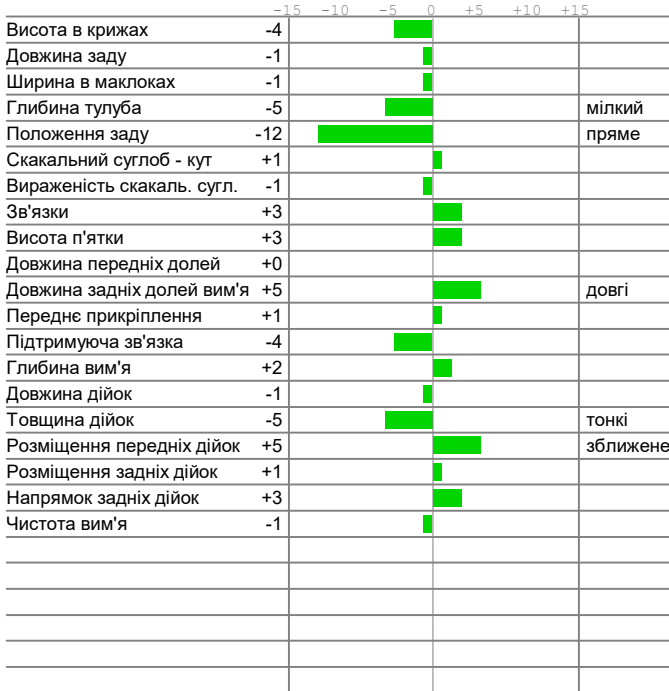 -15 -10 -5 0 +5 +10 +15
Висота в крижах -4
Довжина заду -1
Ширина в маклоках -1
Глибина тулуба -5 мілкий
Положення заду -12 пряме
Скакальний суглоб - кут +1
Вираженість скакаль. сугл. -1
Зв'язки +3
Висота п'ятки +3
Довжина передніх долей +0
Довжина задніх долей вим'я +5 довгі
Переднє прикріплення +1
Підтримуюча зв'язка -4
Глибина вим'я +2
Довжина дійок -1
Товщина дійок -5 тонкі
Розміщення передніх дійок +5 зближене
Розміщення задніх дійок +1
Напрямок задніх дійок +3
Чистота вим'я -1